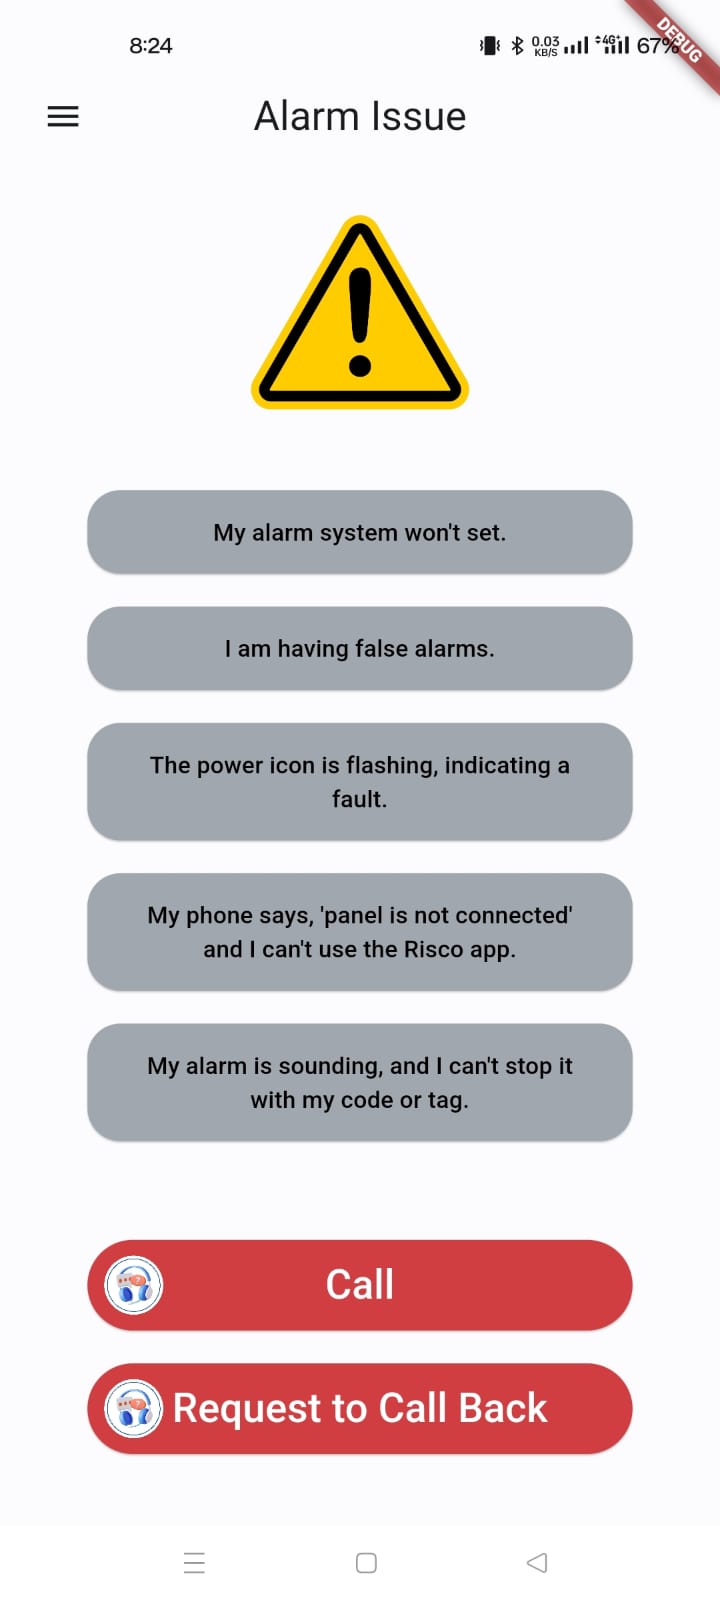 8:24
0.03
KB/S
4G+
67%
DEBUG
Alarm Issue
My alarm system won't set.
I am having false alarms.
The power icon is flashing, indicating a
fault.
My phone says, 'panel is not connected'
and I can't use the Risco app.
My alarm is sounding, and I can't stop it
with my code or tag.
Call
Request to Call Back